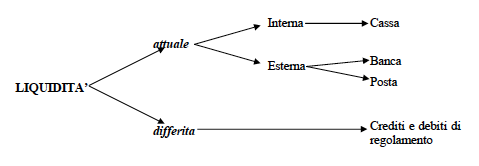 Interna Cassa
attuale
Esterna Banca
Posta
LIQUIDITA’
differita Crediti e debiti di
regolamento